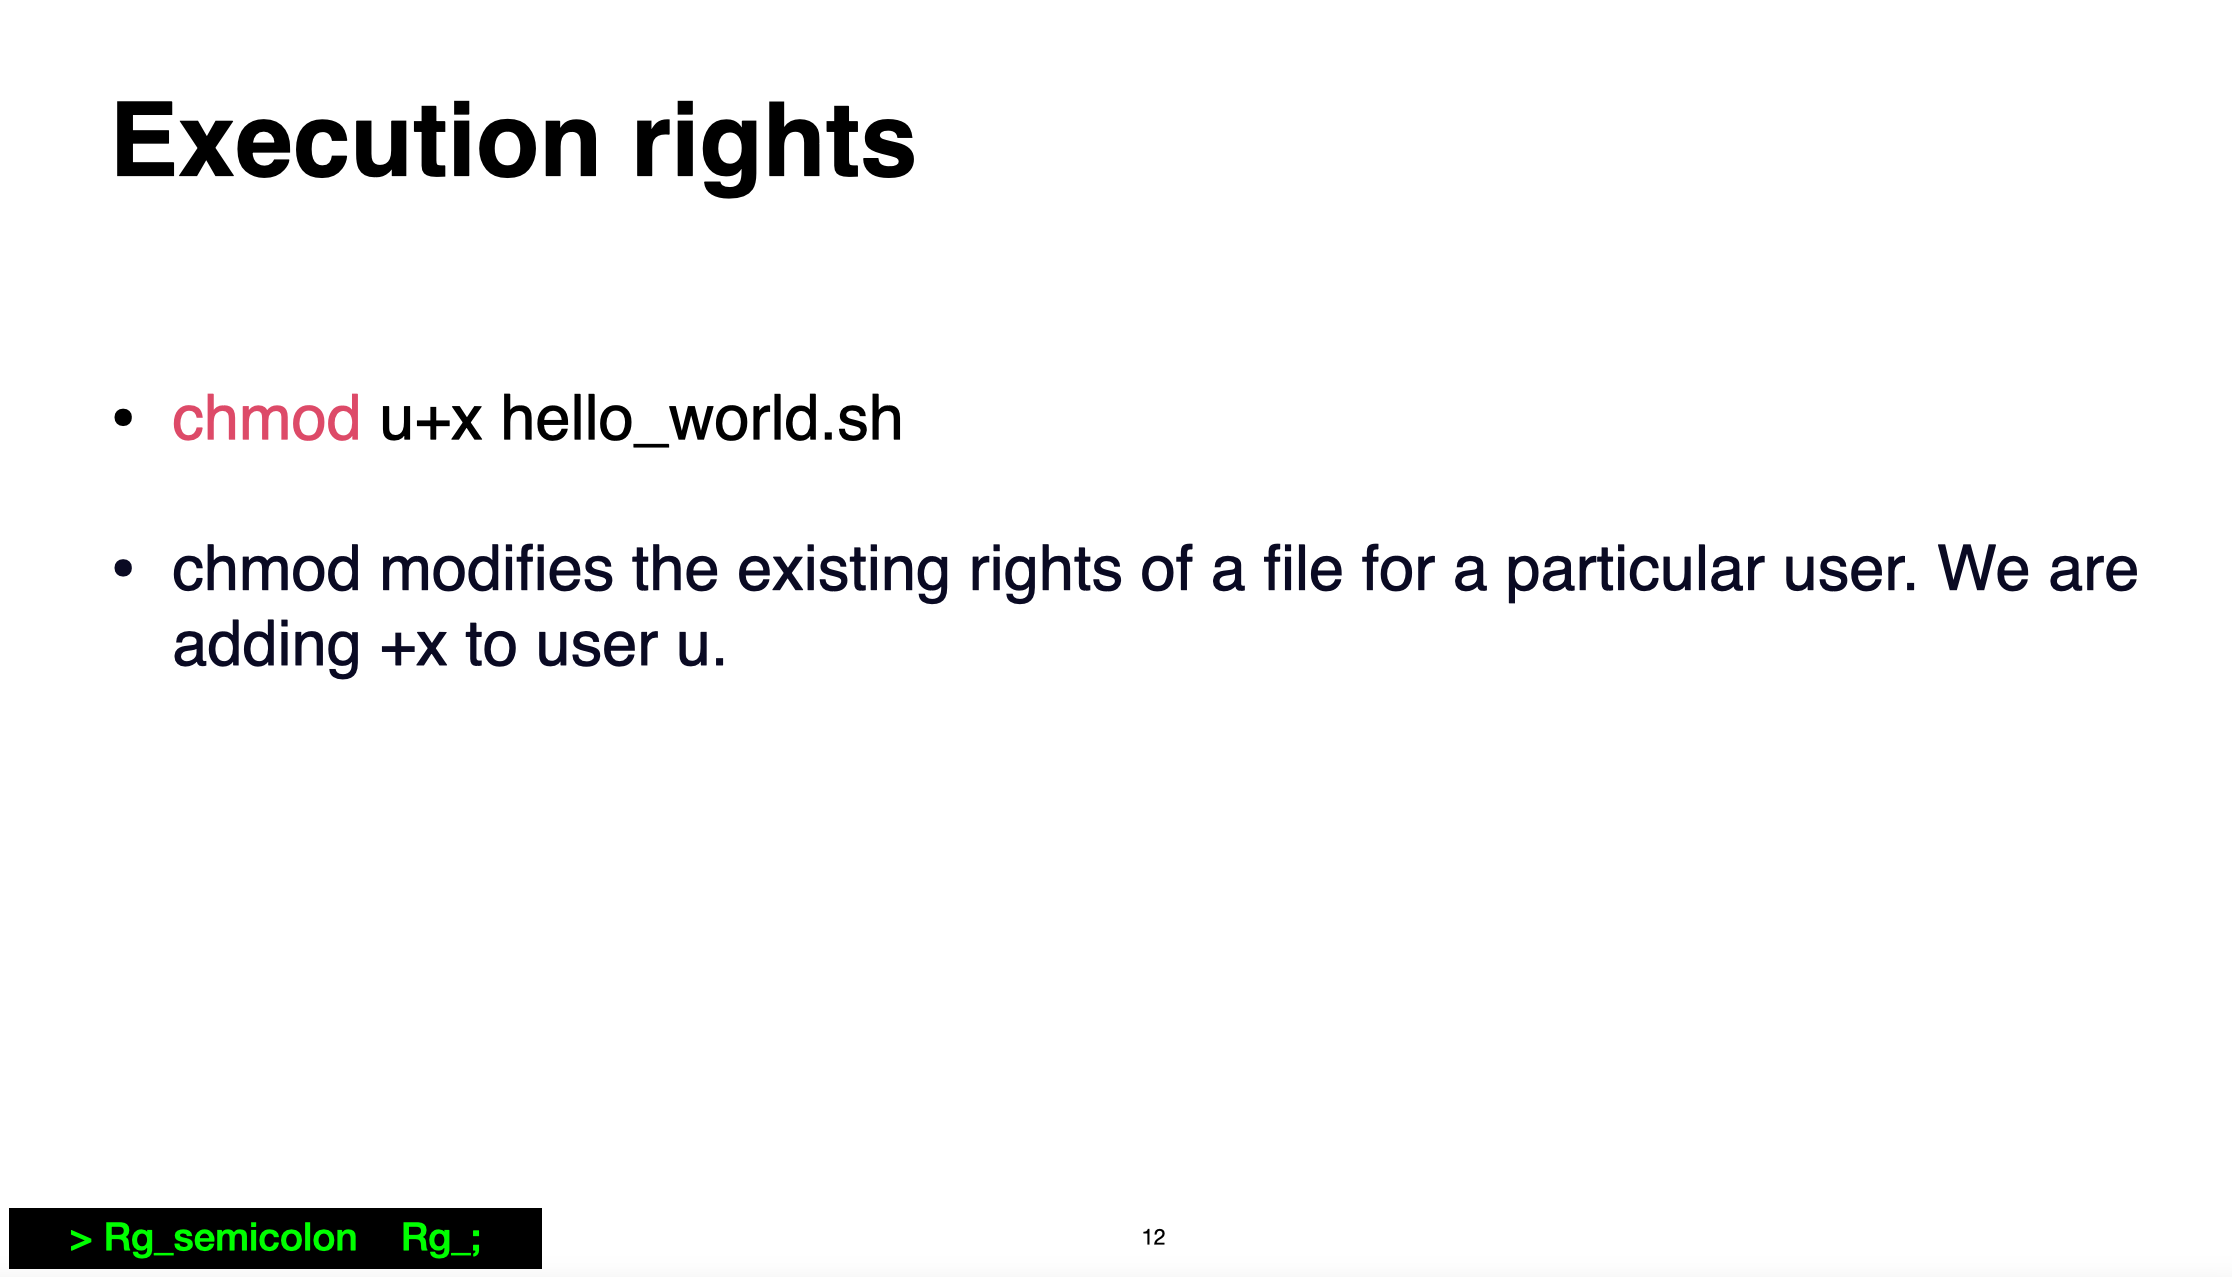 Execution rights
• chmod u+x hello_world.sh
• chmod modifies the existing rights of a file for a particular user. We are
adding +x to user u.
> Rg_semicolon Rg_;
12